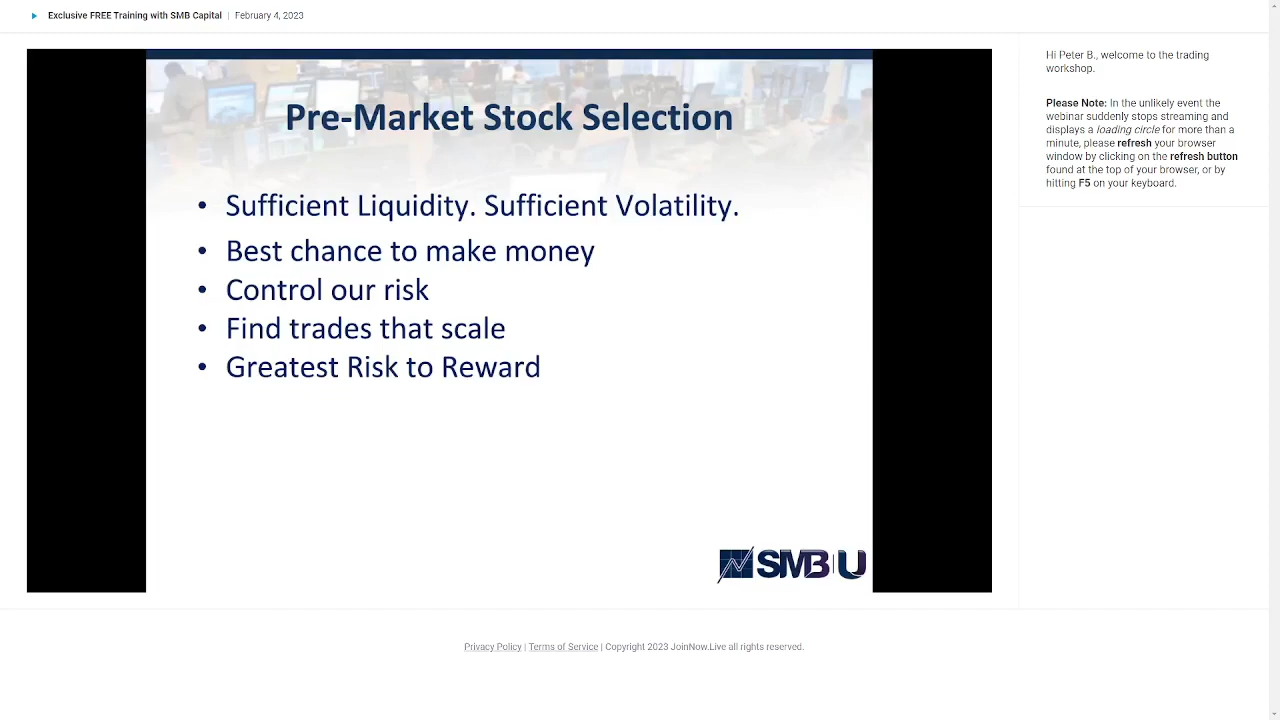 Exclusive FREE Training with SMB Capital | February 4, 2023
Pre-Market Stock Selection
• Sufficient Liquidity. Sufficient Volatility.
• Best chance to make money
• Control our risk
• Find trades that scale
• Greatest Risk to Reward
SMB U
Hi Peter B., welcome to the trading
workshop.
Please Note: In the unlikely event the
webinar suddenly stops streaming and
displays a loading circle for more than a
minute, please refresh your browser
window by clicking on the refresh button
found at the top of your browser, or by
hitting F5 on your keyboard.
Privacy Policy | Terms of Service | Copyright 2023 JoinNow.Live all rights reserved.